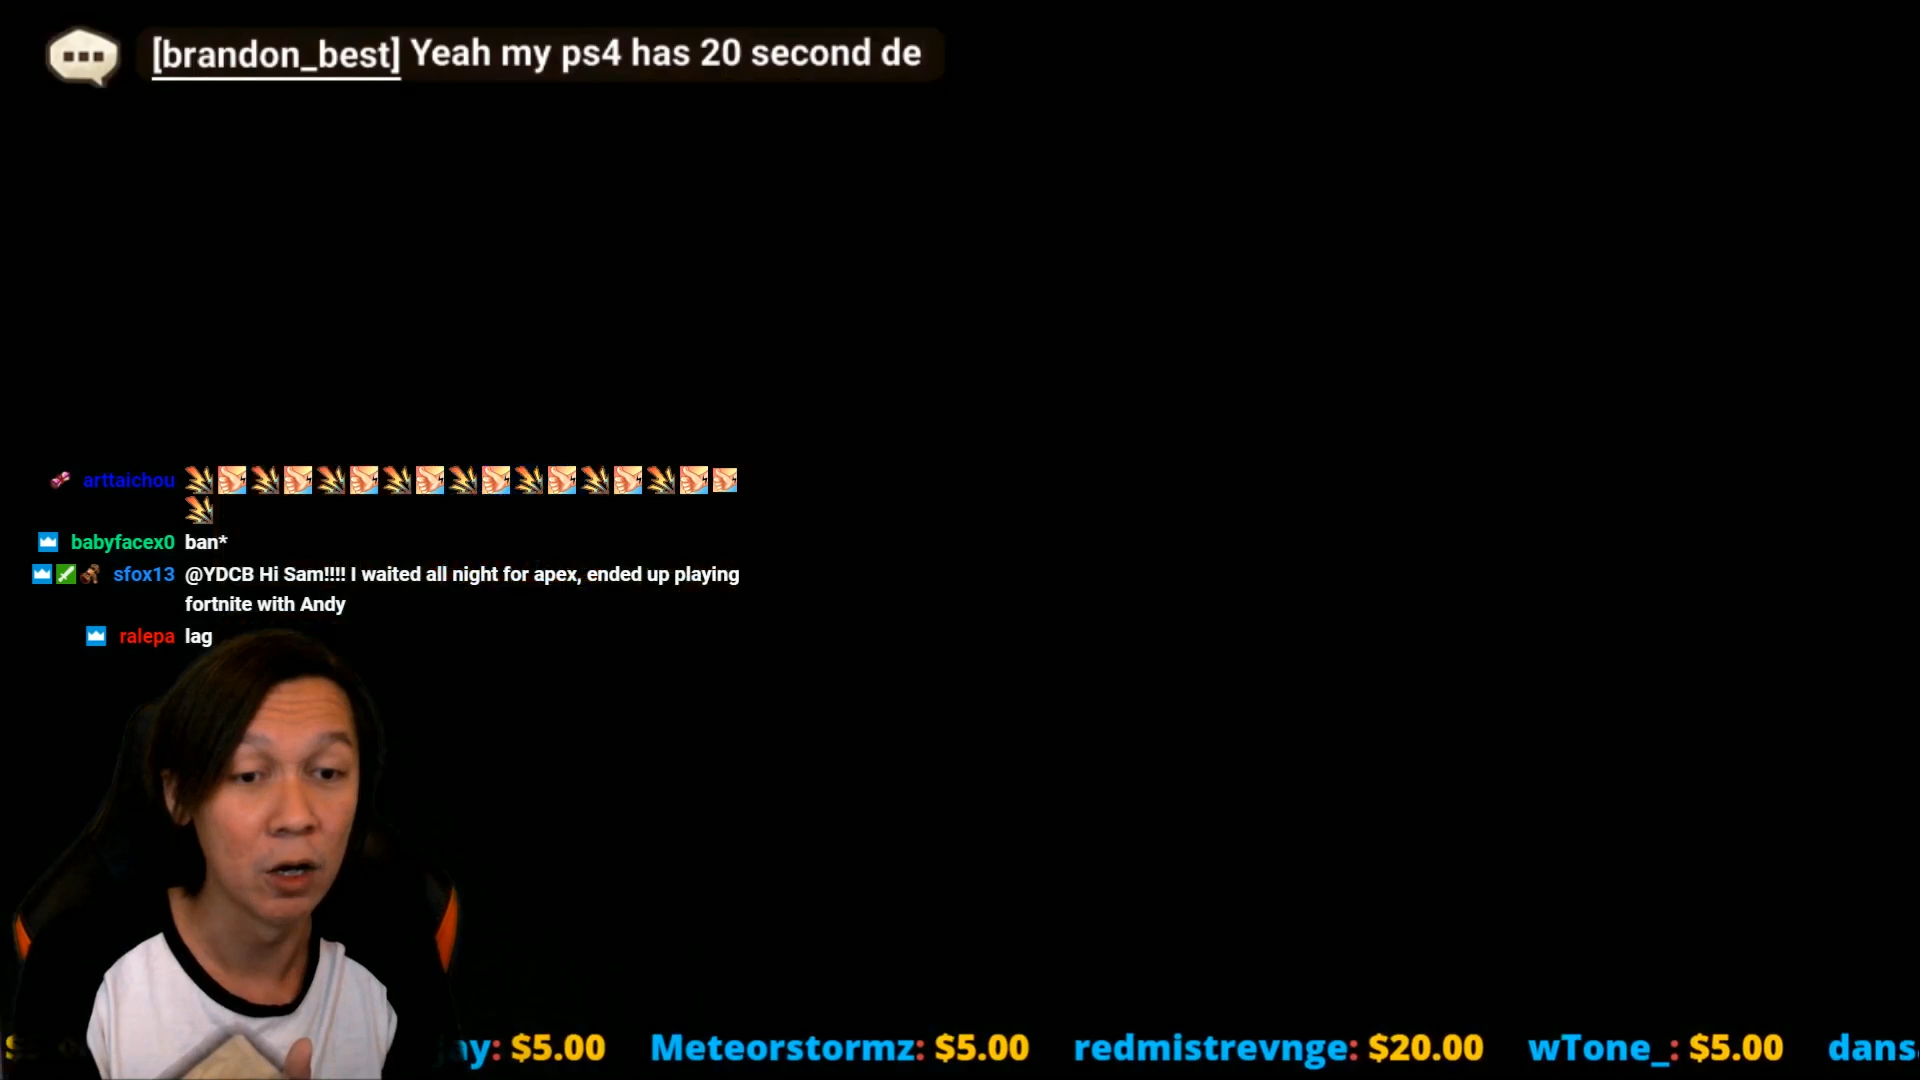 [brandon_best] Yeah my ps4 has 20 second de
arttaichou
babyfacex0 ban*
sfox13 @YDCB Hi Sam!!!! I waited all night for apex, ended up playing
fortnite with Andy
ralepa lag
ay: $5.00 Meteorstormz: $5.00 redmistrevnge: $20.00 wTone_: $5.00 dans